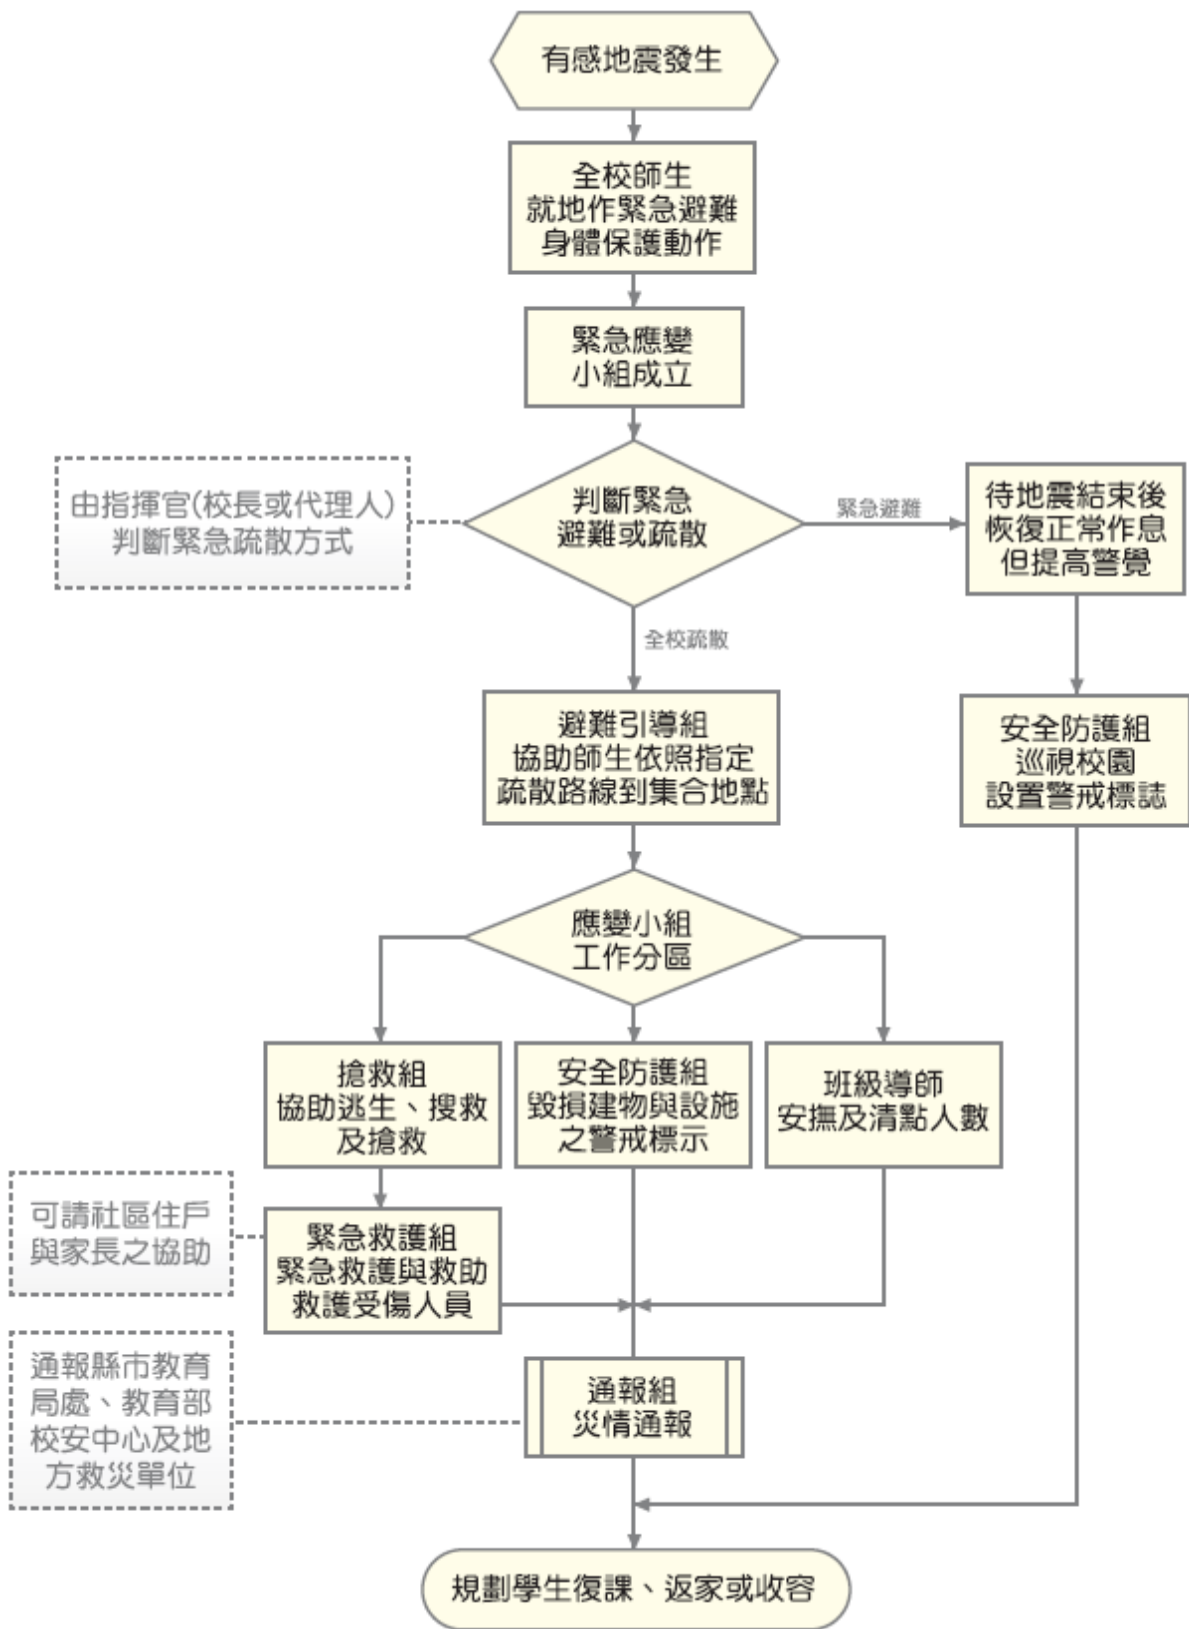 有感地震發生
全校師生
就地作緊急避難
身體保護動作
緊急應變
小組成立
由指揮官(校長或代理人)
判斷緊急疏散方式
判斷緊急
避難或疏散
緊急避難
待地震結束後
恢復正常作息
但提高警覺
全校疏散
避難引導組
協助師生依照指定
疏散路線到集合地點
安全防護組
巡視校園
設置警戒標誌
應變小組
工作分區
搶救組
協助逃生、搜救
及搶救
安全防護組
毀損建物與設施
之警戒標示
班級導師
安撫及清點人數
可請社區住戶
與家長之協助
緊急救護組
緊急救護與救助
救護受傷人員
通報縣市教育
局處、教育部
校安中心及地
方救災單位
通報組
災情通報
規劃學生復課、返家或收容